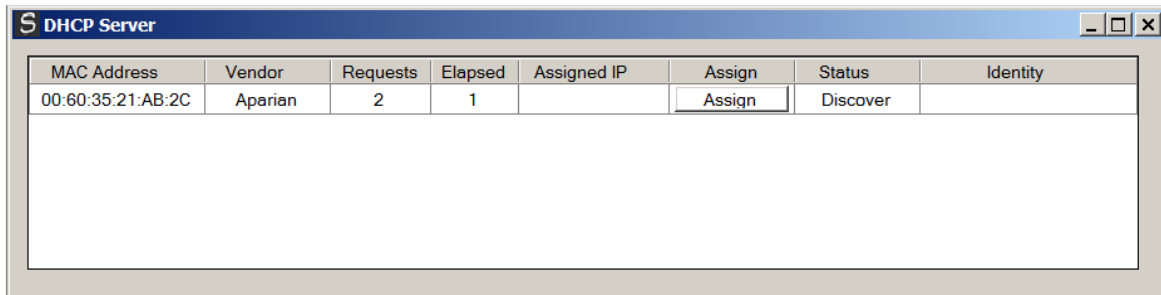 S DHCP Server
MAC Address Vendor Requests Elapsed Assigned IP Assign Status Identity
00:60:35:21:AB:2C Aparian 2 1 Assign Discover